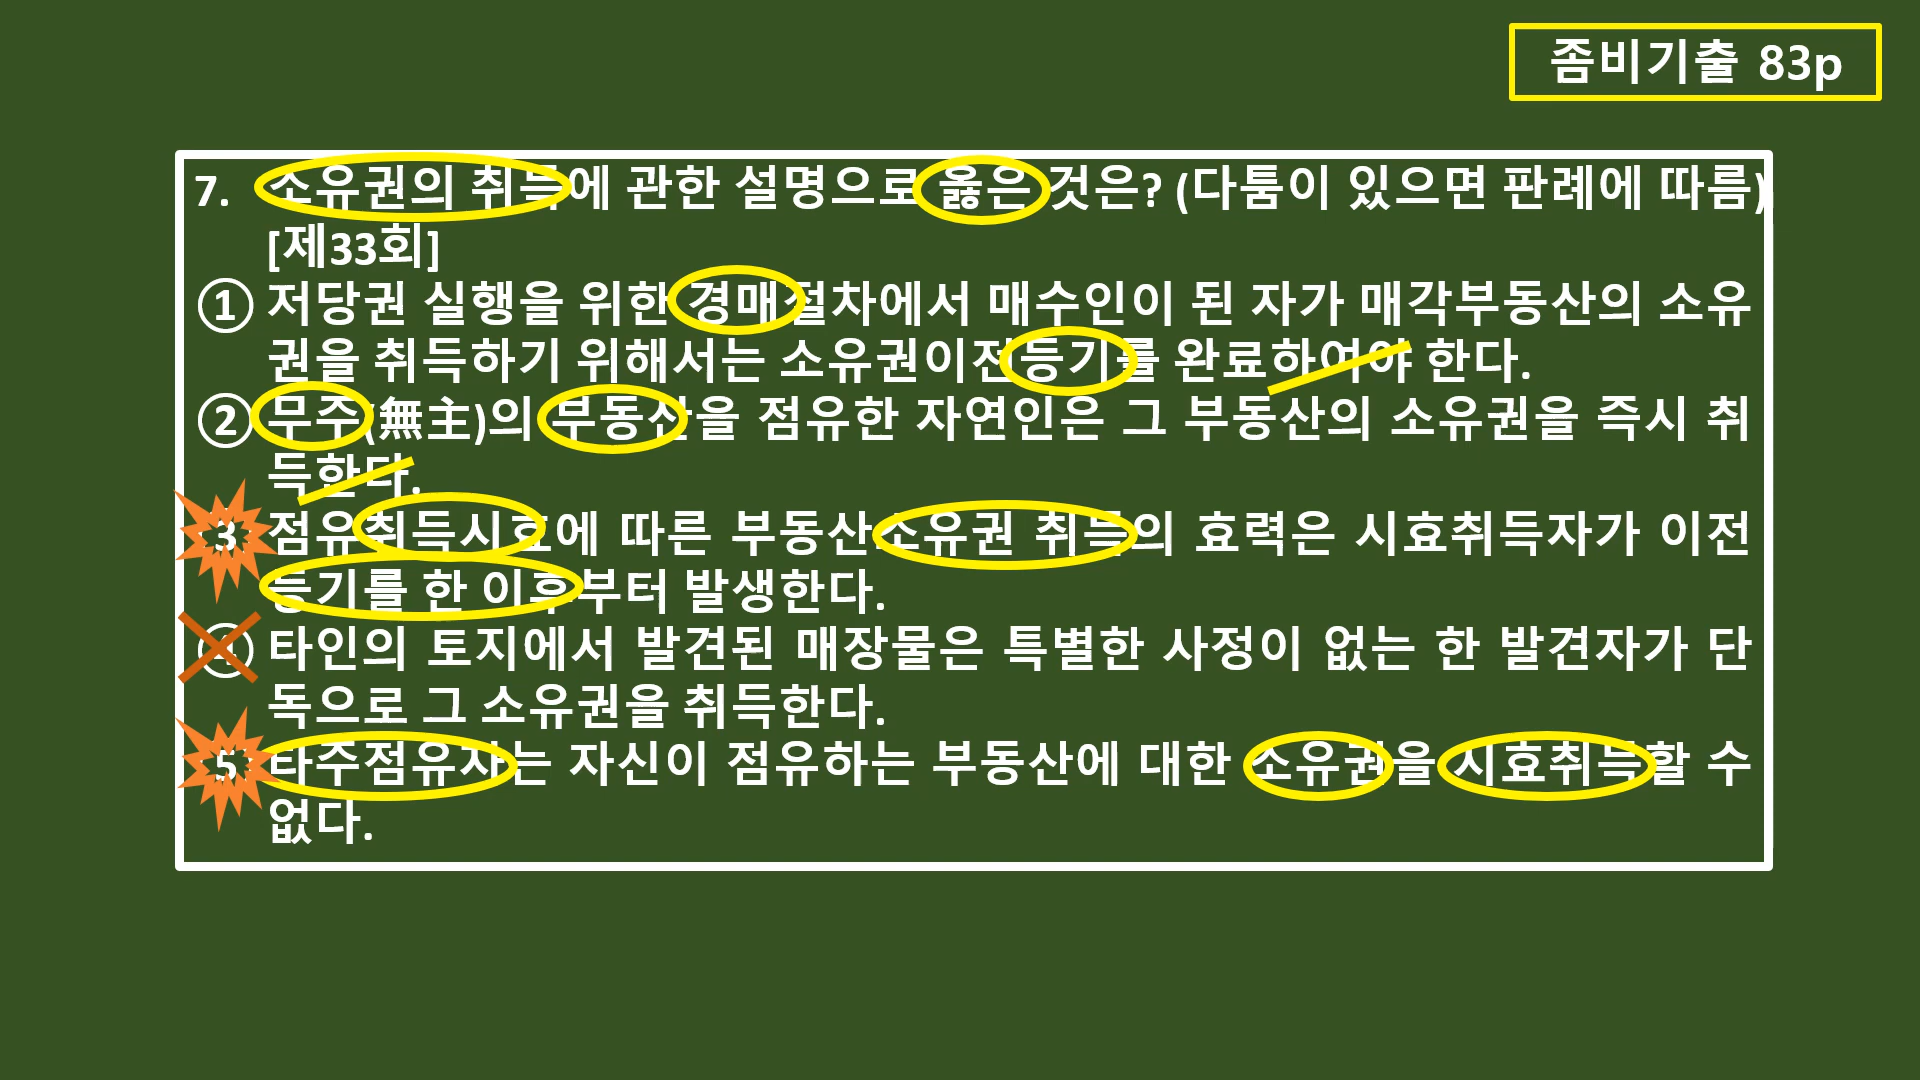 좀비기출 83p
7. 소유권의 취득에 관한 설명으로 옳은 것은? (다툼이 있으면 판례에 따름)
[제33회]
① 저당권 실행을 위한 경매절차에서 매수인이 된 자가 매각부동산의 소유
권을 취득하기 위해서는 소유권이전등기를 완료하여야 한다.
② 무주(無主)의 부동산을 점유한 자연인은 그 부동산의 소유권을 즉시 취
득한다.
③ 점유취득시효에 따른 부동산소유권 취득의 효력은 시효취득자가 이전
등기를 한 이후부터 발생한다.
④ 타인의 토지에서 발견된 매장물은 특별한 사정이 없는 한 발견자가 단
독으로 그 소유권을 취득한다.
⑤ 타주점유자는 자신이 점유하는 부동산에 대한 소유권을 시효취득할 수
없다.